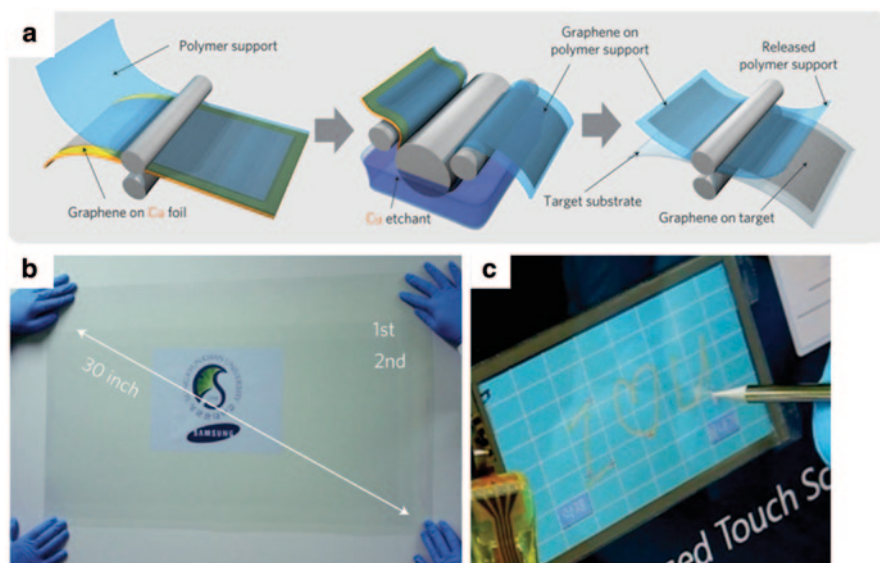 a
Polymer support
Graphene on Cu foil
Graphene on
polymer support
Cu etchant
Released
polymer support
Target substrate
Graphene on target
b
1st
2nd
30 inch
SAMSUNG
c
Touch Sc